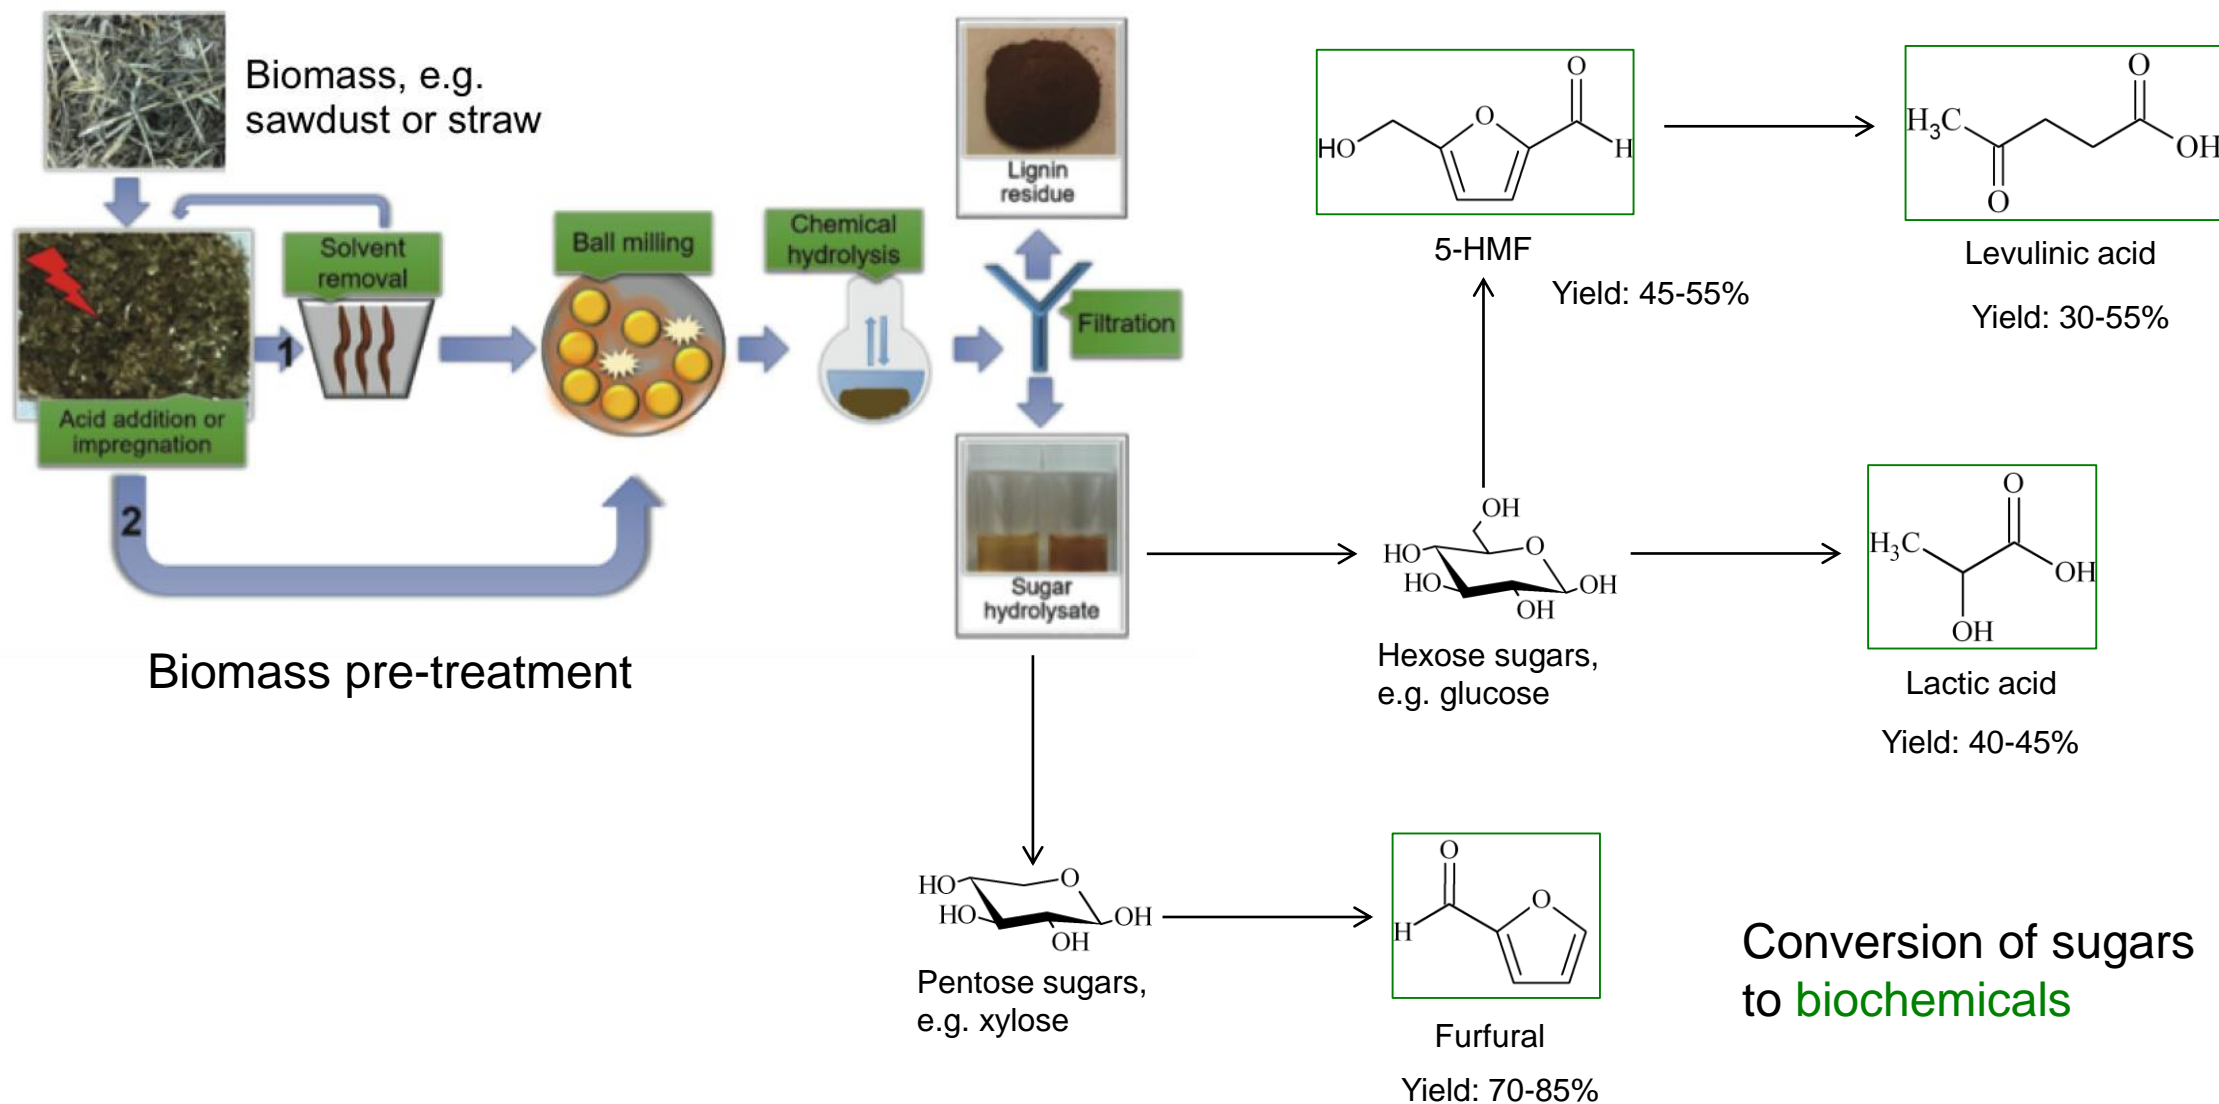 Biomass, e.g.
sawdust or straw
Solvent
removal
Acid addition or
impregnation
1
2
Ball milling
Chemical
hydrolysis
Lignin
residue
Filtration
Sugar
hydrolysate
Biomass pre-treatment
HO
O
O
H
5-HMF
Yield: 45-55%
H₃C
O
O
OH
Levulinic acid
Yield: 30-55%
OH
HO
O
HO
OH
OH
Hexose sugars,
e.g. glucose
H₃C
O
OH
OH
Lactic acid
Yield: 40-45%
HO
O
HO
OH
OH
Pentose sugars,
e.g. xylose
O
H
O
Furfural
Yield: 70-85%
Conversion of sugars
to biochemicals